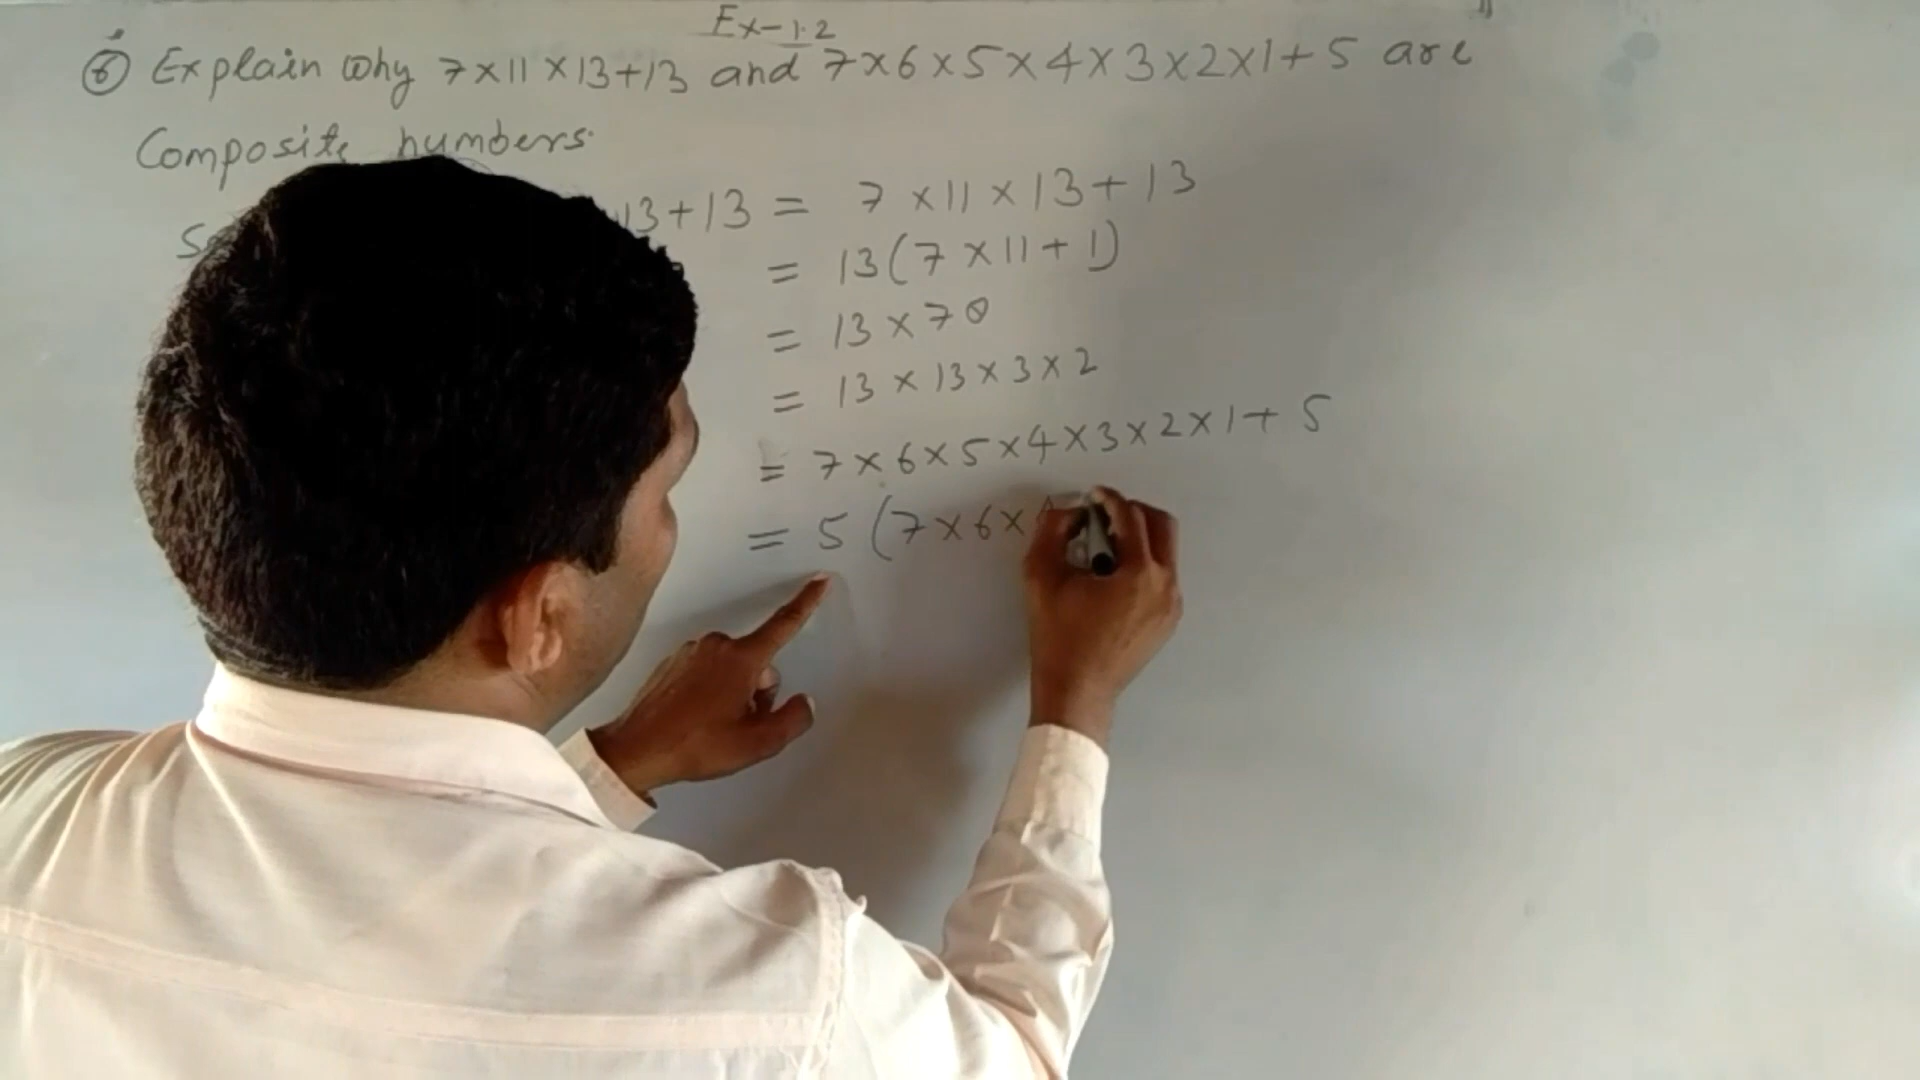 Ex-1.2
⑥ Explain why 7×11×13+13 and 7×6×5×4×3×2×1+5 are
Composite numbers.
13+13 = 7×11×13+13
= 13(7×11+1)
= 13×78
= 13×13×3×2
= 7×6×5×4×3×2×1+5
= 5(7×6×